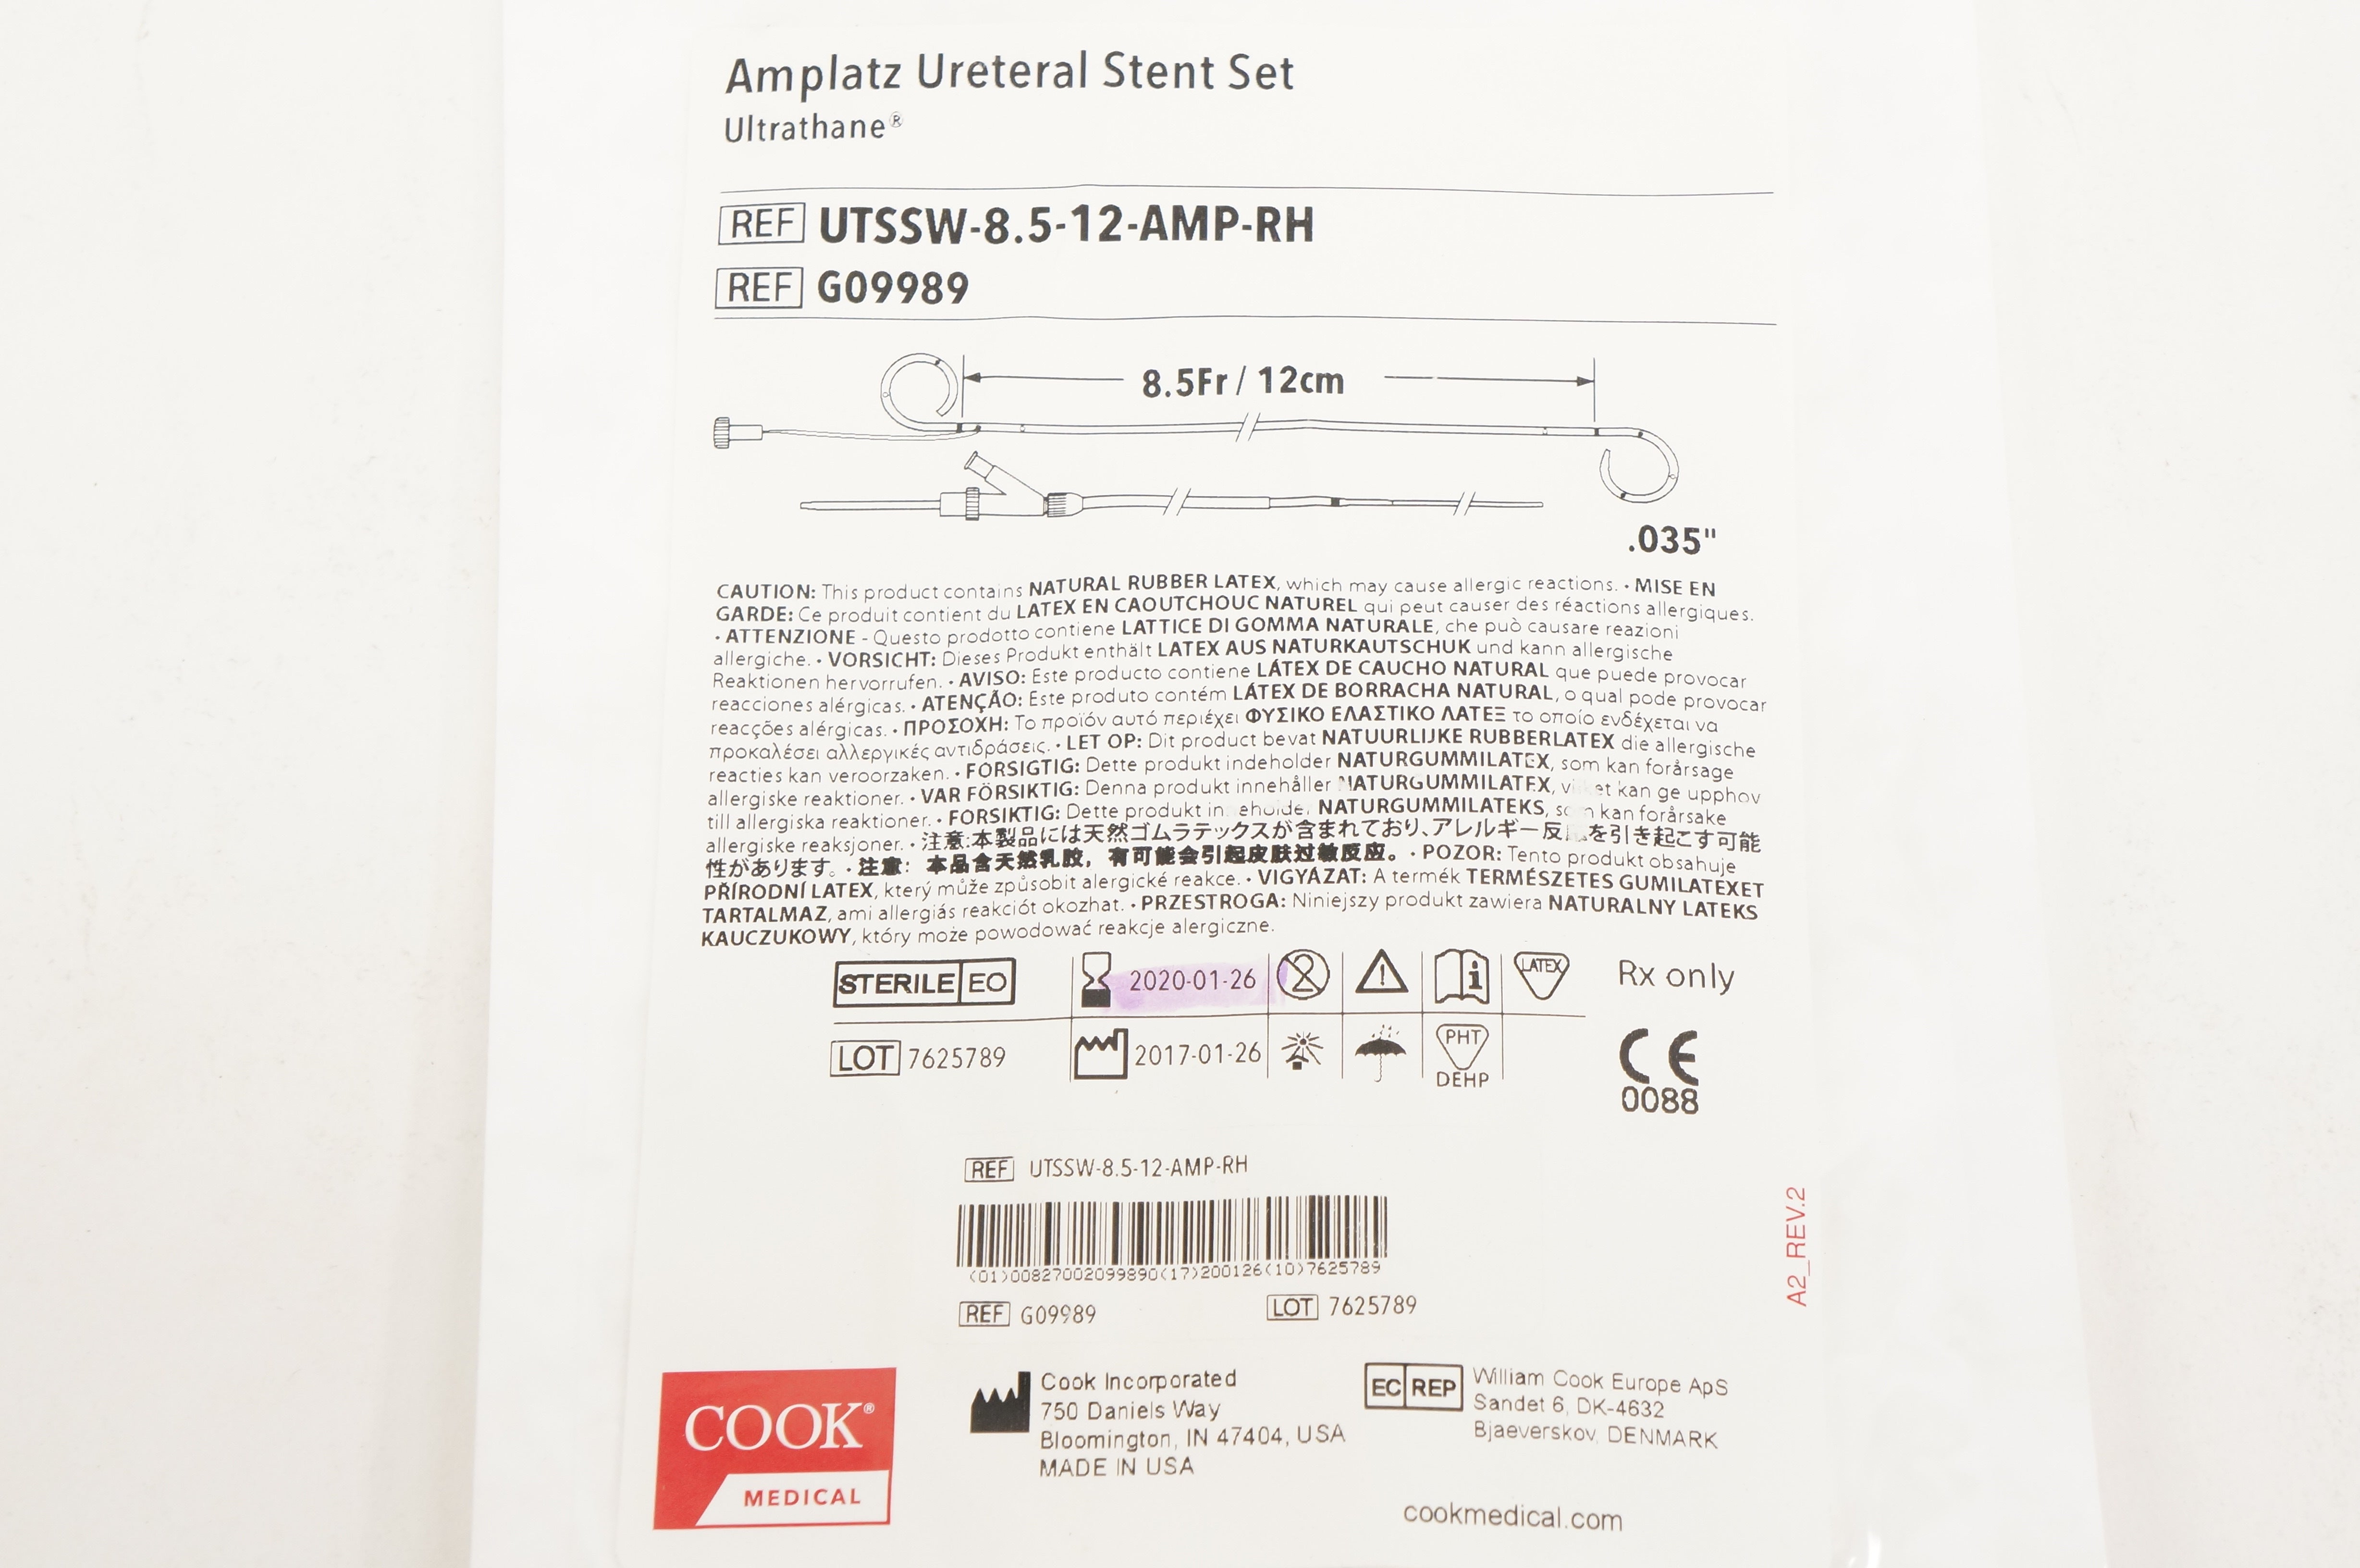 Amplatz Ureteral Stent Set
Ultrathane®
REF UTSSW-8.5-12-AMP-RH
REF G09989
8.5Fr / 12cm
.035"
CAUTION: This product contains NATURAL RUBBER LATEX, which may cause allergic reactions. • MISE EN
GARDE: Ce produit contient du LATEX EN CAOUTCHOUC NATUREL qui peut causer des réactions allergiques.
• ATTENZIONE - Questo prodotto contiene LATTICE DI GOMMA NATURALE, che può causare reazioni
allergiche. • VORSICHT: Dieses Produkt enthält LATEX AUS NATURKAUTSCHUK und kann allergische
Reaktionen hervorrufen. • AVISO: Este producto contiene LÁTEX DE CAUCHO NATURAL que puede provocar
reacciones alérgicas. • ATENÇÃO: Este produto contém LÁTEX DE BORRACHA NATURAL, o qual pode provocar
reacções alérgicas. • ΠΡΟΣΟΧΗ: Το προϊόν αυτό περιέχει ΦΥΣΙΚΟ ΕΛΑΣΤΙΚΟ ΛΑΤΕΞ το οποίο ενδέχεται να
προκαλέσει αλλεργικές αντιδράσεις. • LET OP: Dit product bevat NATUURLIJKE RUBBERLATEX die allergische
reacties kan veroorzaken. • FORSIGTIG: Dette produkt indeholder NATURGUMMILATEX, som kan forårsage
allergiske reaktioner. • VAR FÖRSIKTIG: Denna produkt innehåller NATURGUMMILATEX, kan ge upphov
till allergiska reaktioner. • FORSIKTIG: Dette produkt NATURGUMMILATEKS, kan forårsake
allergiske reaksjoner. • 注意:本製品には天然ゴムラテックスが含まれており、アレルギー反を引き起こす可能
性があります。 • 注意: 本品含天然乳胶, 有可能会引起皮肤过敏反应。 • POZOR: Tento produkt obsahuje
PŘÍRODNÍ LATEX, který může způsobit alergické reakce. • VIGYÁZAT: A termék TERMÉSZETES GUMILATEXET
TARTALMAZ, ami allergiás reakciót okozhat. • PRZESTROGA: Niniejszy produkt zawiera NATURALNY LATEKS
KAUCZUKOWY, który może powodować reakcje alergiczne.
STERILE EO 2020-01-26 2 LATEX Rx only
LOT 7625789 2017-01-26 PHT
DEHP
CE
0088
REF UTSSW-8.5-12-AMP-RH
(01)00827002099890(17)200126(10)7625789
REF G09989 LOT 7625789
A2_REV.2
COOK®
MEDICAL
Cook Incorporated
750 Daniels Way
Bloomington, IN 47404, USA
MADE IN USA
EC REP
William Cook Europe ApS
Sandet 6, DK-4632
Bjaeverskov, DENMARK
cookmedical.com